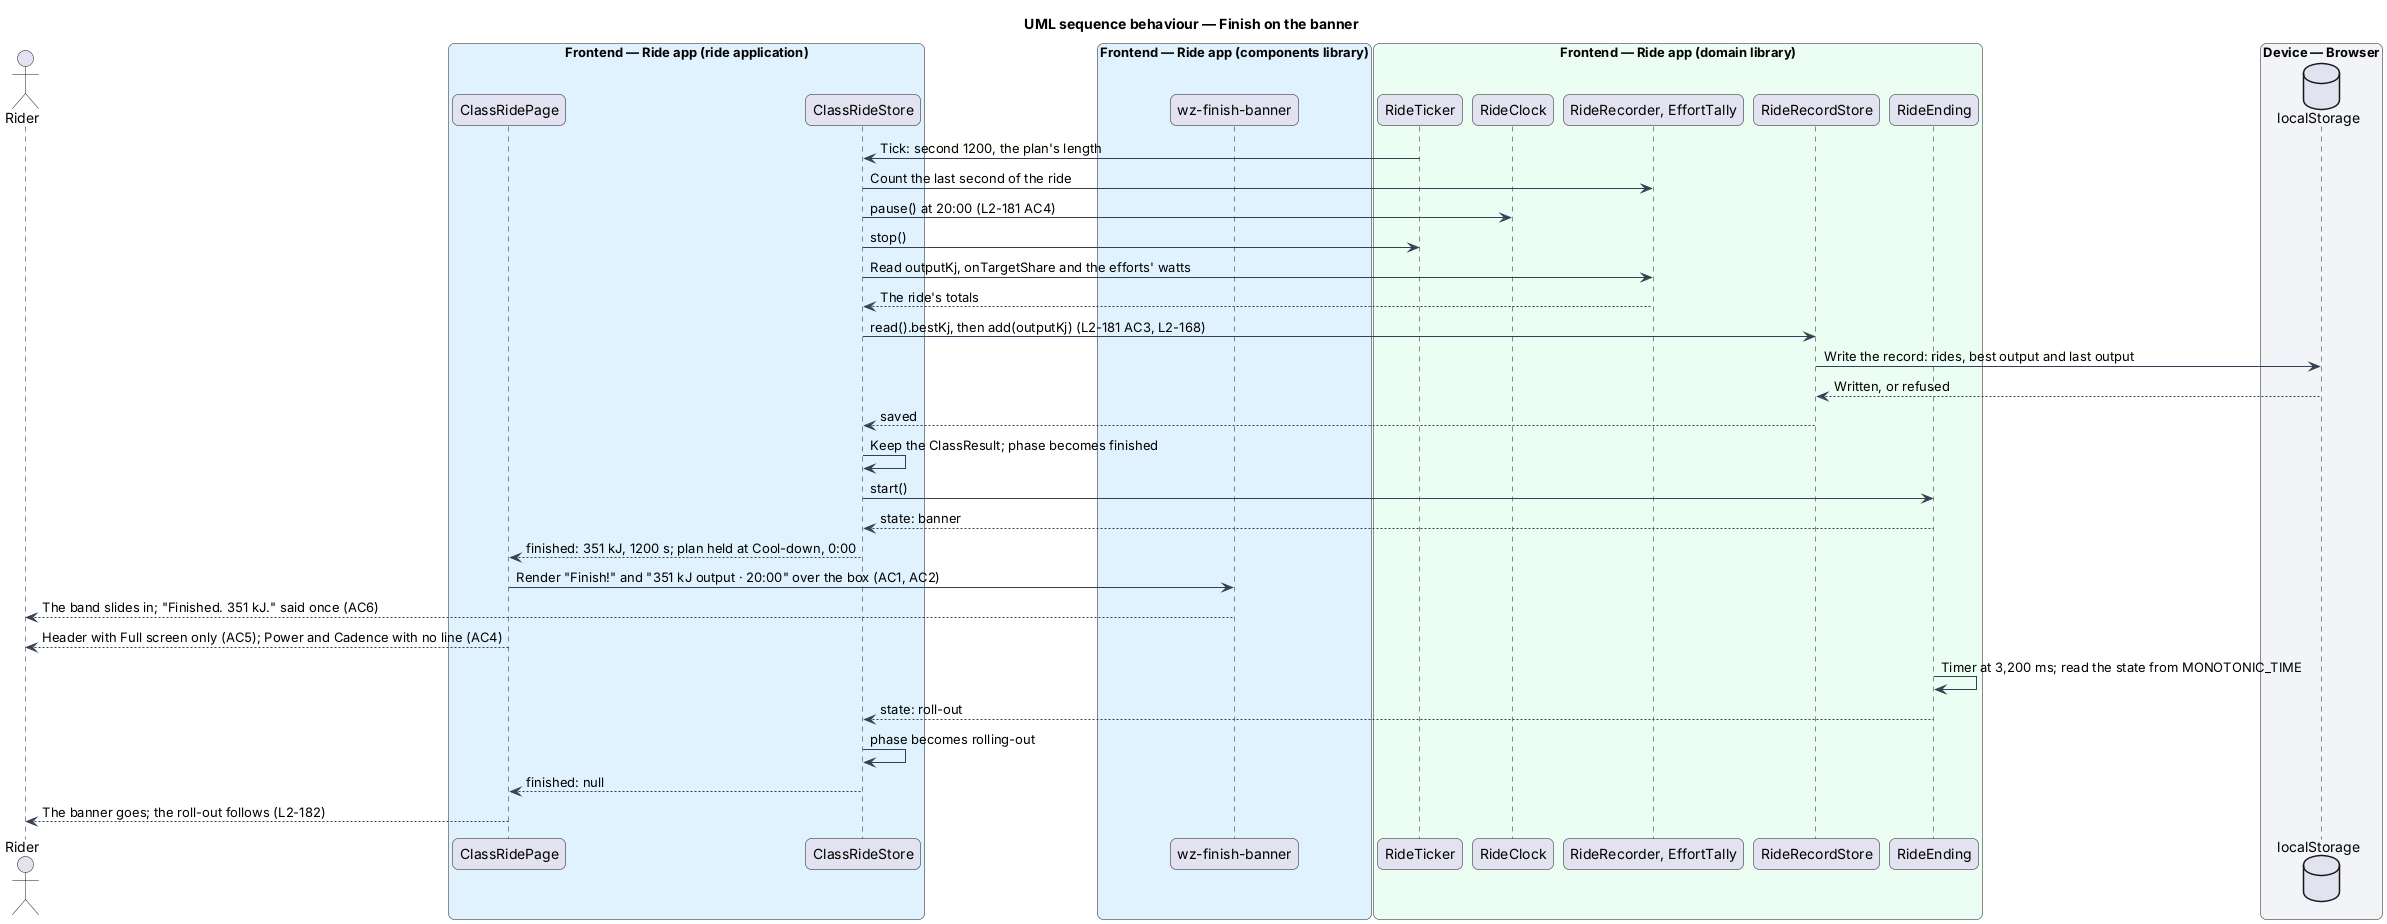 UML sequence behaviour — Finish on the banner
Frontend — Ride app (ride application)
Frontend — Ride app (components library)
Frontend — Ride app (domain library)
Device — Browser
Rider
ClassRidePage
ClassRideStore
wz-finish-banner
RideTicker
RideClock
RideRecorder, EffortTally
RideRecordStore
RideEnding
localStorage
Tick: second 1200, the plan's length
Count the last second of the ride
pause() at 20:00 (L2-181 AC4)
stop()
Read outputKj, onTargetShare and the efforts' watts
The ride's totals
read().bestKj, then add(outputKj) (L2-181 AC3, L2-168)
Write the record: rides, best output and last output
Written, or refused
saved
Keep the ClassResult; phase becomes finished
start()
state: banner
finished: 351 kJ, 1200 s; plan held at Cool-down, 0:00
Render "Finish!" and "351 kJ output · 20:00" over the box (AC1, AC2)
The band slides in; "Finished. 351 kJ." said once (AC6)
Header with Full screen only (AC5); Power and Cadence with no line (AC4)
Timer at 3,200 ms; read the state from MONOTONIC_TIME
state: roll-out
phase becomes rolling-out
finished: null
The banner goes; the roll-out follows (L2-182)
Rider
ClassRidePage
ClassRideStore
wz-finish-banner
RideTicker
RideClock
RideRecorder, EffortTally
RideRecordStore
RideEnding
localStorage